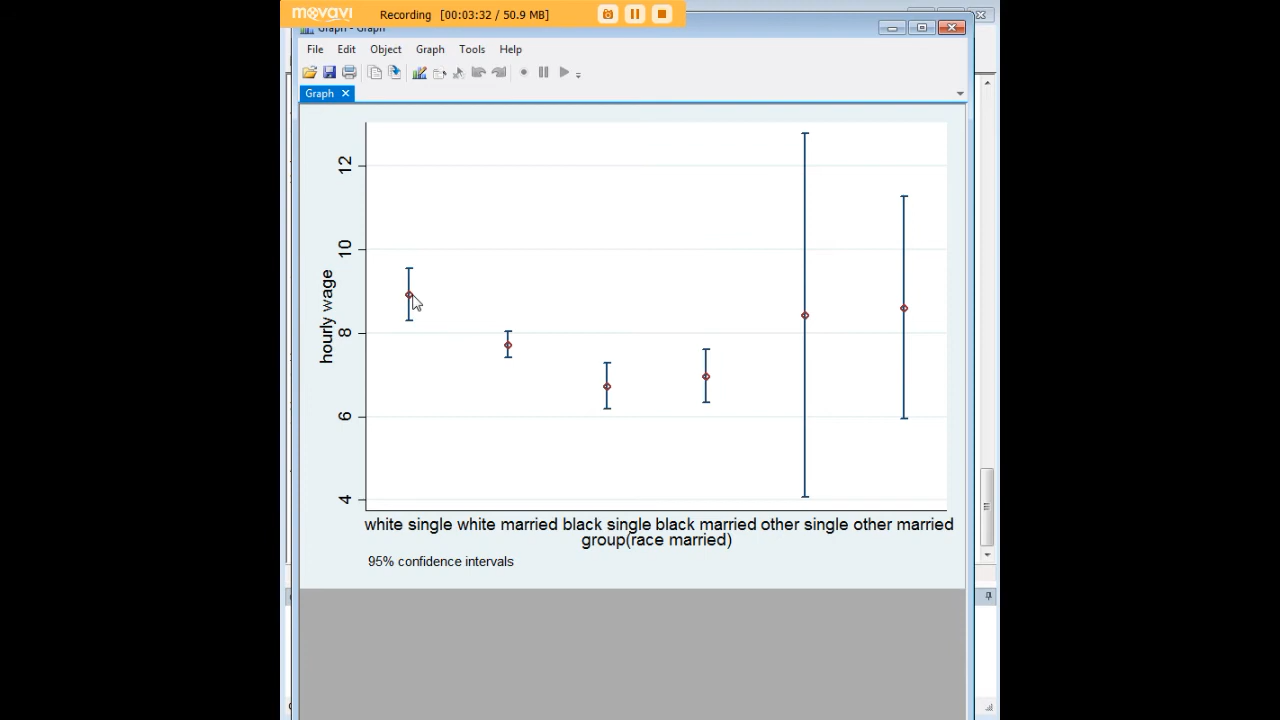 movavi Recording [00:03:32 / 50.9 MB]
Graph - Graph
File Edit Object Graph Tools Help
Graph
12
10
8
6
4
hourly wage
white single white married black single black married other single other married
group(race married)
95% confidence intervals